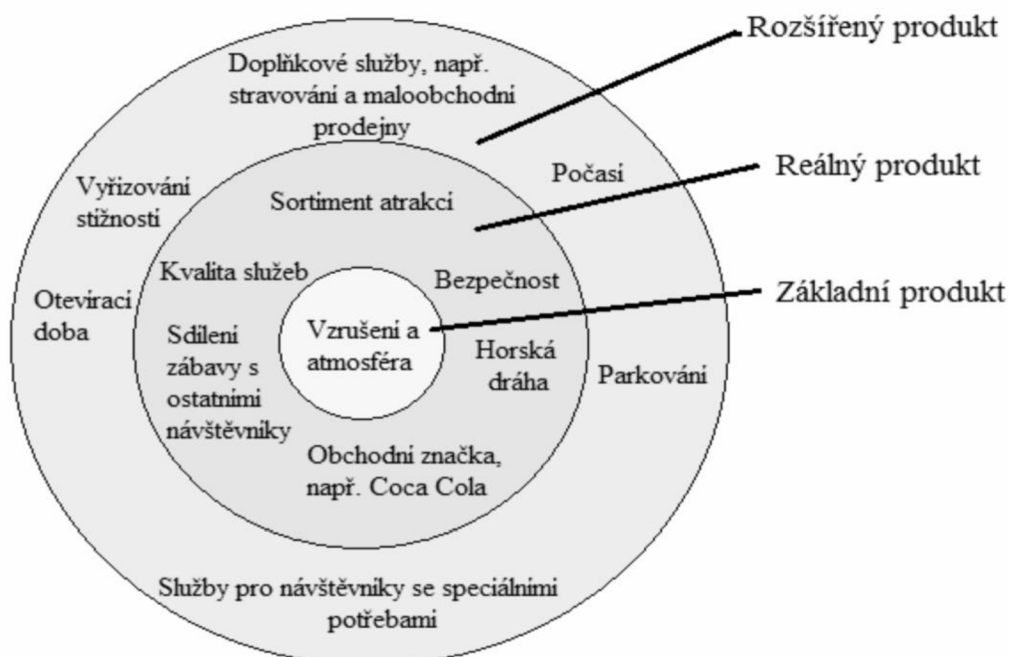 Rozšířený produkt
Doplňkové služby, např.
stravování a maloobchodní
prodejny
Reálný produkt
Počasí
Vyřizování
stížností
Sortiment atrakcí
Kvalita služeb
Bezpečnost
Základní produkt
Otevírací
doba
Vzrušení a
atmosféra
Sdílení
zábavy s
ostatními
návštěvníky
Horská
dráha
Parkování
Obchodní značka,
např. Coca Cola
Služby pro návštěvníky se speciálními
potřebami